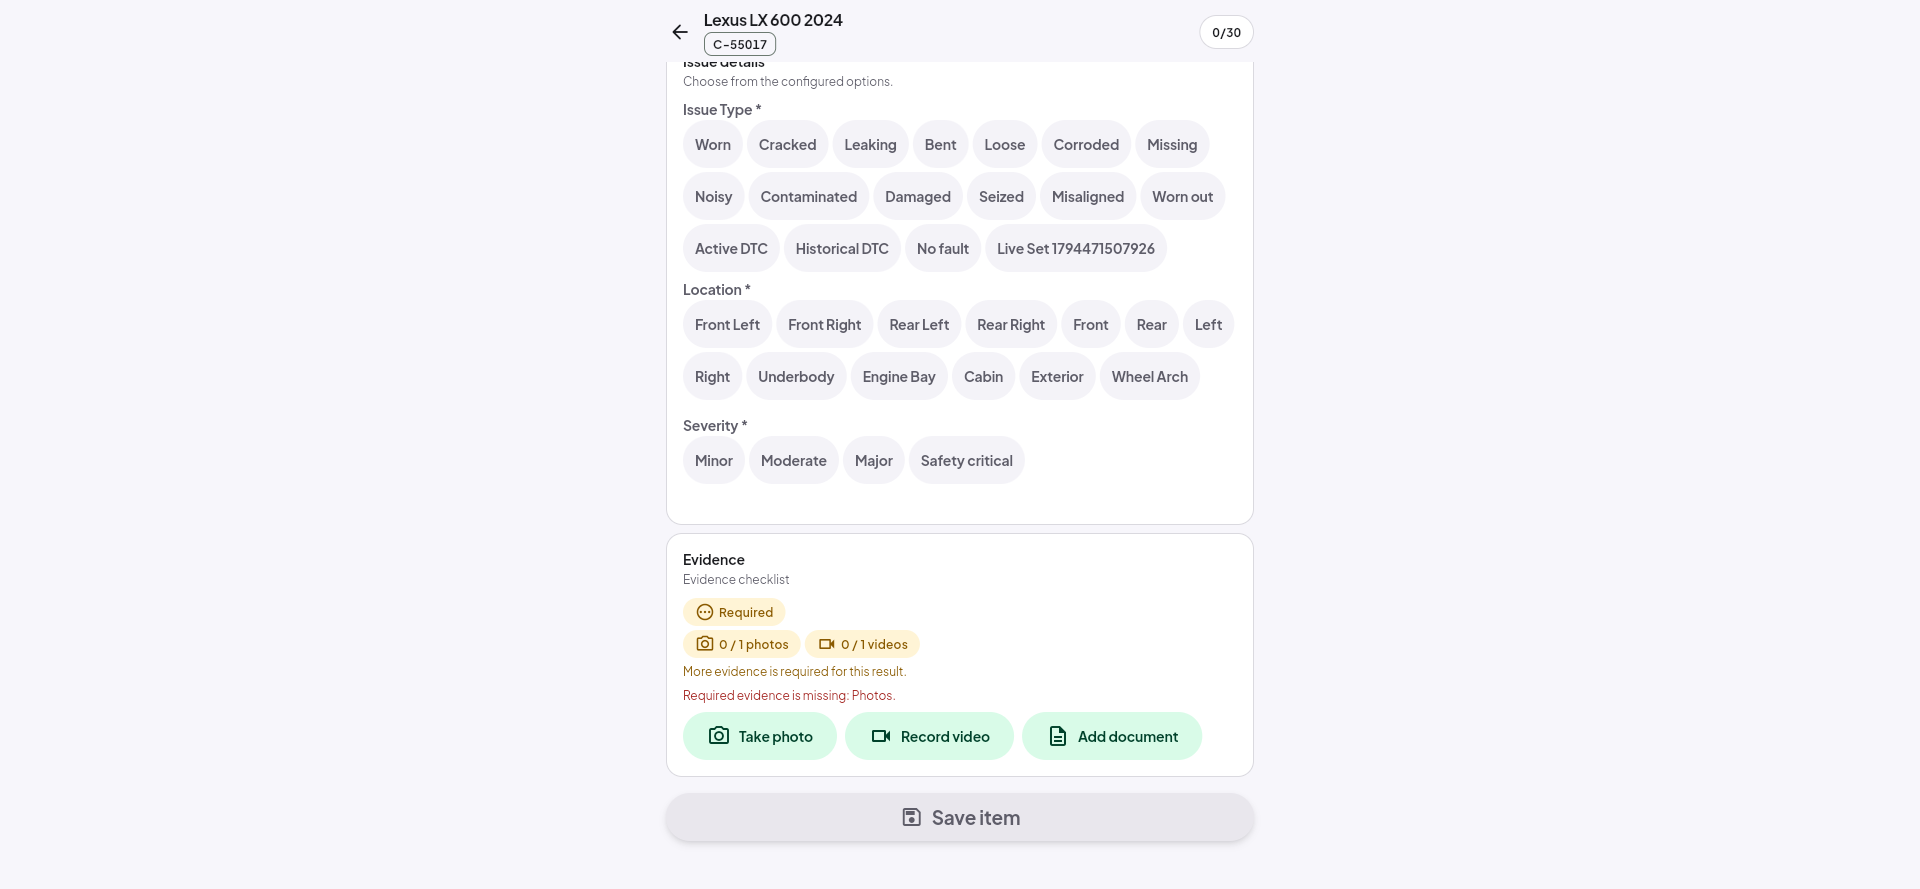 Lexus LX 600 2024
C-55017
0/30
Issue details
Choose from the configured options.
Issue Type *
Worn Cracked Leaking Bent Loose Corroded Missing
Noisy Contaminated Damaged Seized Misaligned Worn out
Active DTC Historical DTC No fault Live Set 1794471507926
Location *
Front Left Front Right Rear Left Rear Right Front Rear Left
Right Underbody Engine Bay Cabin Exterior Wheel Arch
Severity *
Minor Moderate Major Safety critical
Evidence
Evidence checklist
Required
0 / 1 photos 0 / 1 videos
More evidence is required for this result.
Required evidence is missing: Photos.
Take photo Record video Add document
Save item